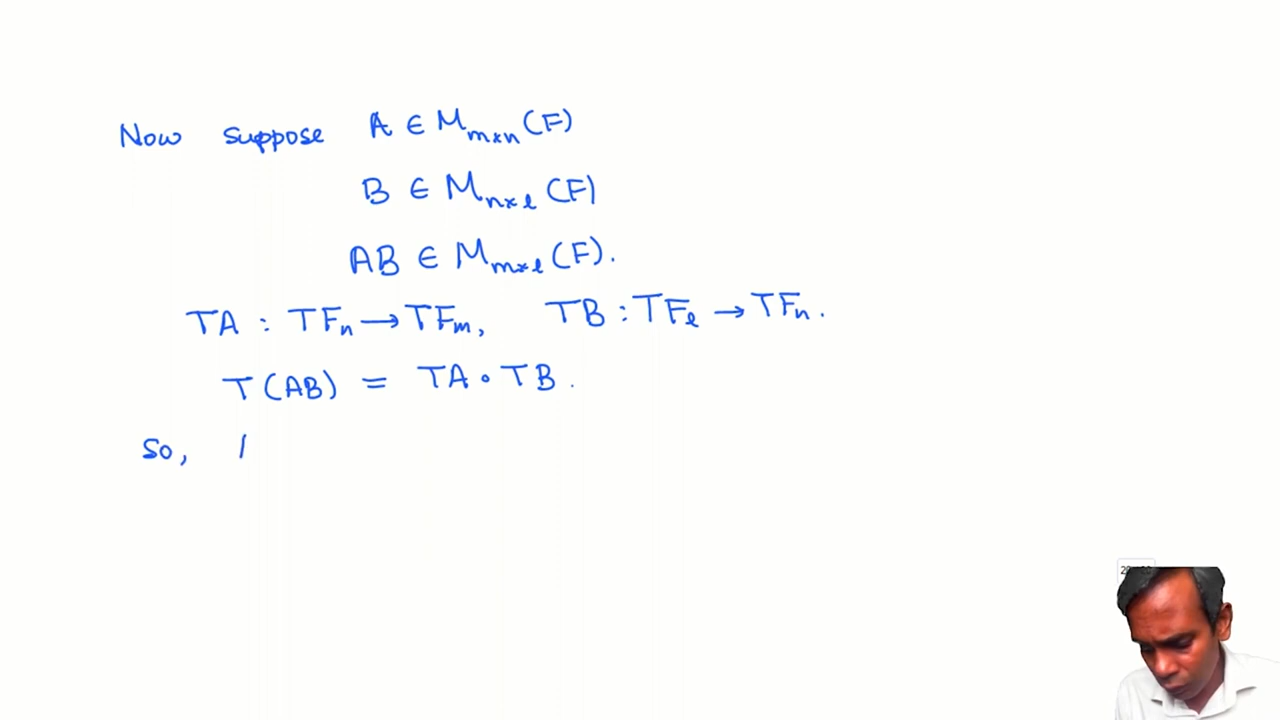 Now suppose A ∈ M_{m×n}(F)
B ∈ M_{n×l}(F)
AB ∈ M_{m×l}(F).
TA : TF_n → TF_m, TB : TF_l → TF_n.
T(AB) = TA ∘ TB.
So,